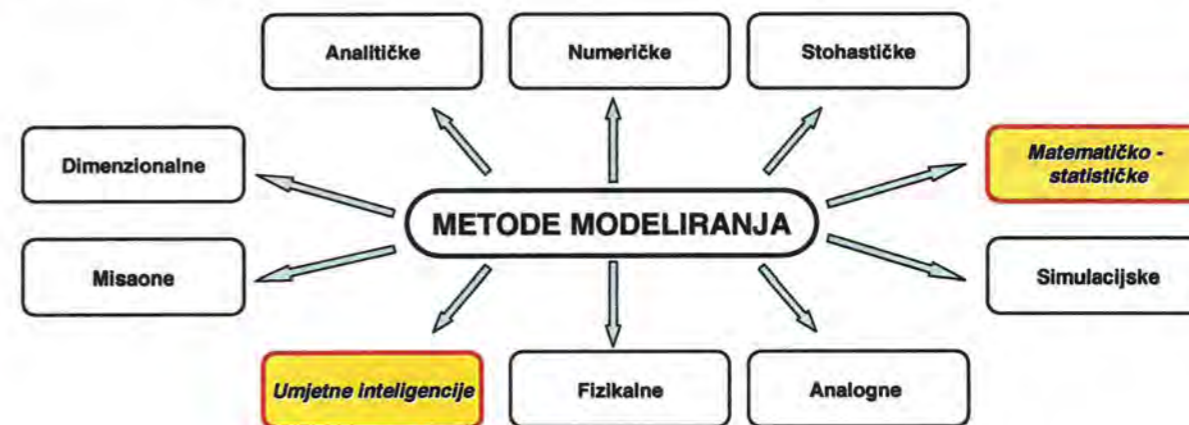 Analitičke
Numeričke
Stohastičke
Dimenzionalne
Matematičko -
statističke
METODE MODELIRANJA
Misaone
Simulacijske
Umjetne inteligencije
Fizikalne
Analogne